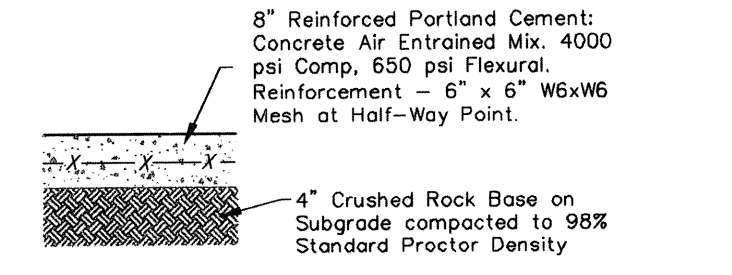 8" Reinforced Portland Cement:
Concrete Air Entrained Mix. 4000
psi Comp, 650 psi Flexural.
Reinforcement – 6" x 6" W6xW6
Mesh at Half-Way Point.
X X X
4" Crushed Rock Base on
Subgrade compacted to 98%
Standard Proctor Density